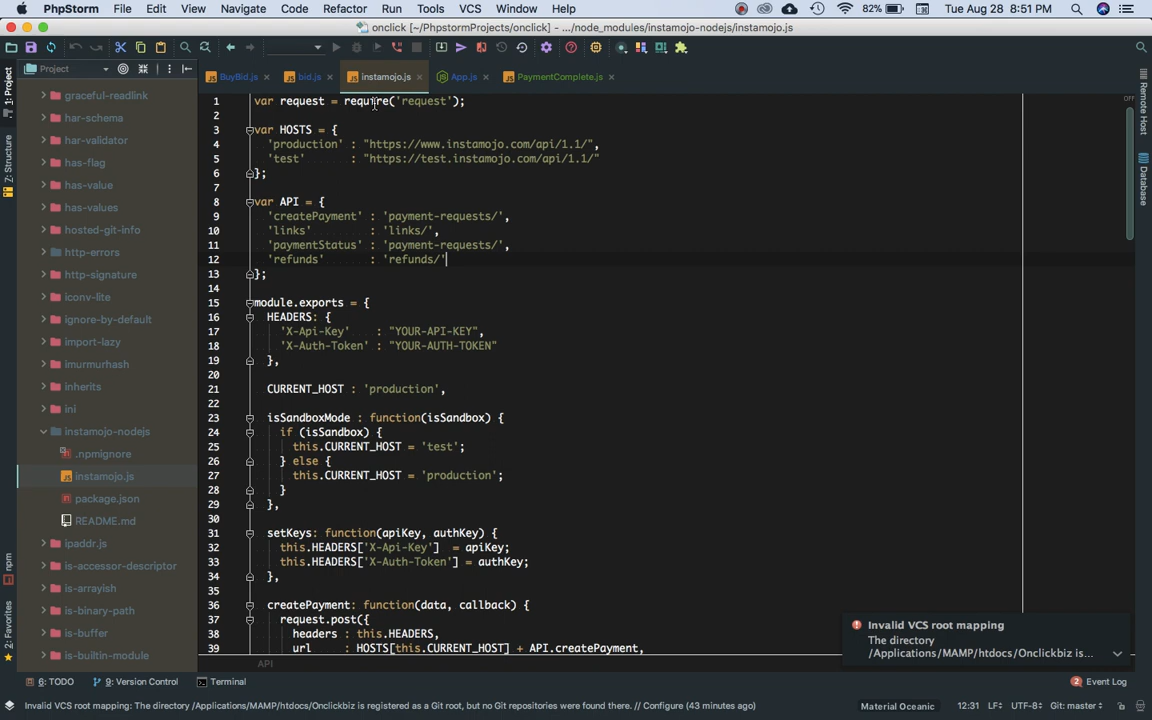 PhpStorm File Edit View Navigate Code Refactor Run Tools VCS Window Help 82% Tue Aug 28 8:51 PM
onclick [~/PhpstormProjects/onclick] - .../node_modules/instamojo-nodejs/instamojo.js
Project BuyBid.js bid.js instamojo.js App.js PaymentComplete.js
1: Project
Z: Structure
npm
2: Favorites
graceful-readlink
har-schema
har-validator
has-flag
has-value
has-values
hosted-git-info
http-errors
http-signature
iconv-lite
ignore-by-default
import-lazy
imurmurhash
inherits
ini
instamojo-nodejs
.npmignore
instamojo.js
package.json
README.md
ipaddr.js
is-accessor-descriptor
is-arrayish
is-binary-path
is-buffer
is-builtin-module
1 var request = require('request');
2
3 var HOSTS = {
4 'production' : "https://www.instamojo.com/api/1.1/",
5 'test' : "https://test.instamojo.com/api/1.1/"
6 };
7
8 var API = {
9 'createPayment' : 'payment-requests/',
10 'links' : 'links/',
11 'paymentStatus' : 'payment-requests/',
12 'refunds' : 'refunds/'
13 };
14
15 module.exports = {
16 HEADERS: {
17 'X-Api-Key' : "YOUR-API-KEY",
18 'X-Auth-Token' : "YOUR-AUTH-TOKEN"
19 },
20
21 CURRENT_HOST : 'production',
22
23 isSandboxMode : function(isSandbox) {
24 if (isSandbox) {
25 this.CURRENT_HOST = 'test';
26 } else {
27 this.CURRENT_HOST = 'production';
28 }
29 },
30
31 setKeys: function(apiKey, authKey) {
32 this.HEADERS['X-Api-Key'] = apiKey;
33 this.HEADERS['X-Auth-Token'] = authKey;
34 },
35
36 createPayment: function(data, callback) {
37 request.post({
38 headers : this.HEADERS,
39 url : HOSTS[this.CURRENT_HOST] + API.createPayment,
API
OFF
Remote Host
Database
Invalid VCS root mapping
The directory
/Applications/MAMP/htdocs/Onclickbiz is...
6: TODO 9: Version Control Terminal 2 Event Log
Invalid VCS root mapping: The directory /Applications/MAMP/htdocs/Onclickbiz is registered as a Git root, but no Git repositories were found there. // Configure (43 minutes ago) Material Oceanic 12:31 LF UTF-8 Git: master